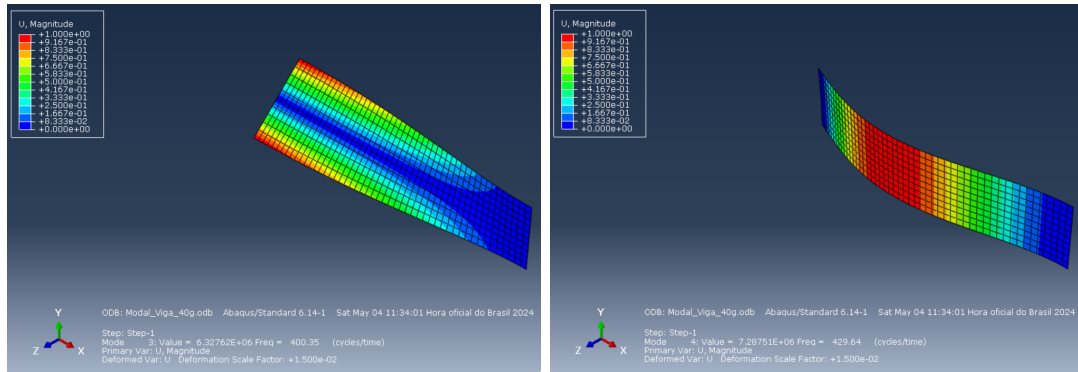 U, Magnitude
+1.000e+00
+9.167e-01
+8.333e-01
+7.500e-01
+6.667e-01
+5.833e-01
+5.000e-01
+4.167e-01
+3.333e-01
+2.500e-01
+1.667e-01
+8.333e-02
+0.000e+00
Y
Z X
ODB: Modal_Viga_40g.odb Abaqus/Standard 6.14-1 Sat May 04 11:34:01 Hora oficial do Brasil 2024
Step: Step-1
Mode 3: Value = 6.32762E+06 Freq = 400.35 (cycles/time)
Primary Var: U, Magnitude
Deformed Var: U Deformation Scale Factor: +1.500e-02
U, Magnitude
+1.000e+00
+9.167e-01
+8.333e-01
+7.500e-01
+6.667e-01
+5.833e-01
+5.000e-01
+4.167e-01
+3.333e-01
+2.500e-01
+1.667e-01
+8.333e-02
+0.000e+00
Y
Z X
ODB: Modal_Viga_40g.odb Abaqus/Standard 6.14-1 Sat May 04 11:34:01 Hora oficial do Brasil 2024
Step: Step-1
Mode 4: Value = 7.28751E+06 Freq = 429.64 (cycles/time)
Primary Var: U, Magnitude
Deformed Var: U Deformation Scale Factor: +1.500e-02